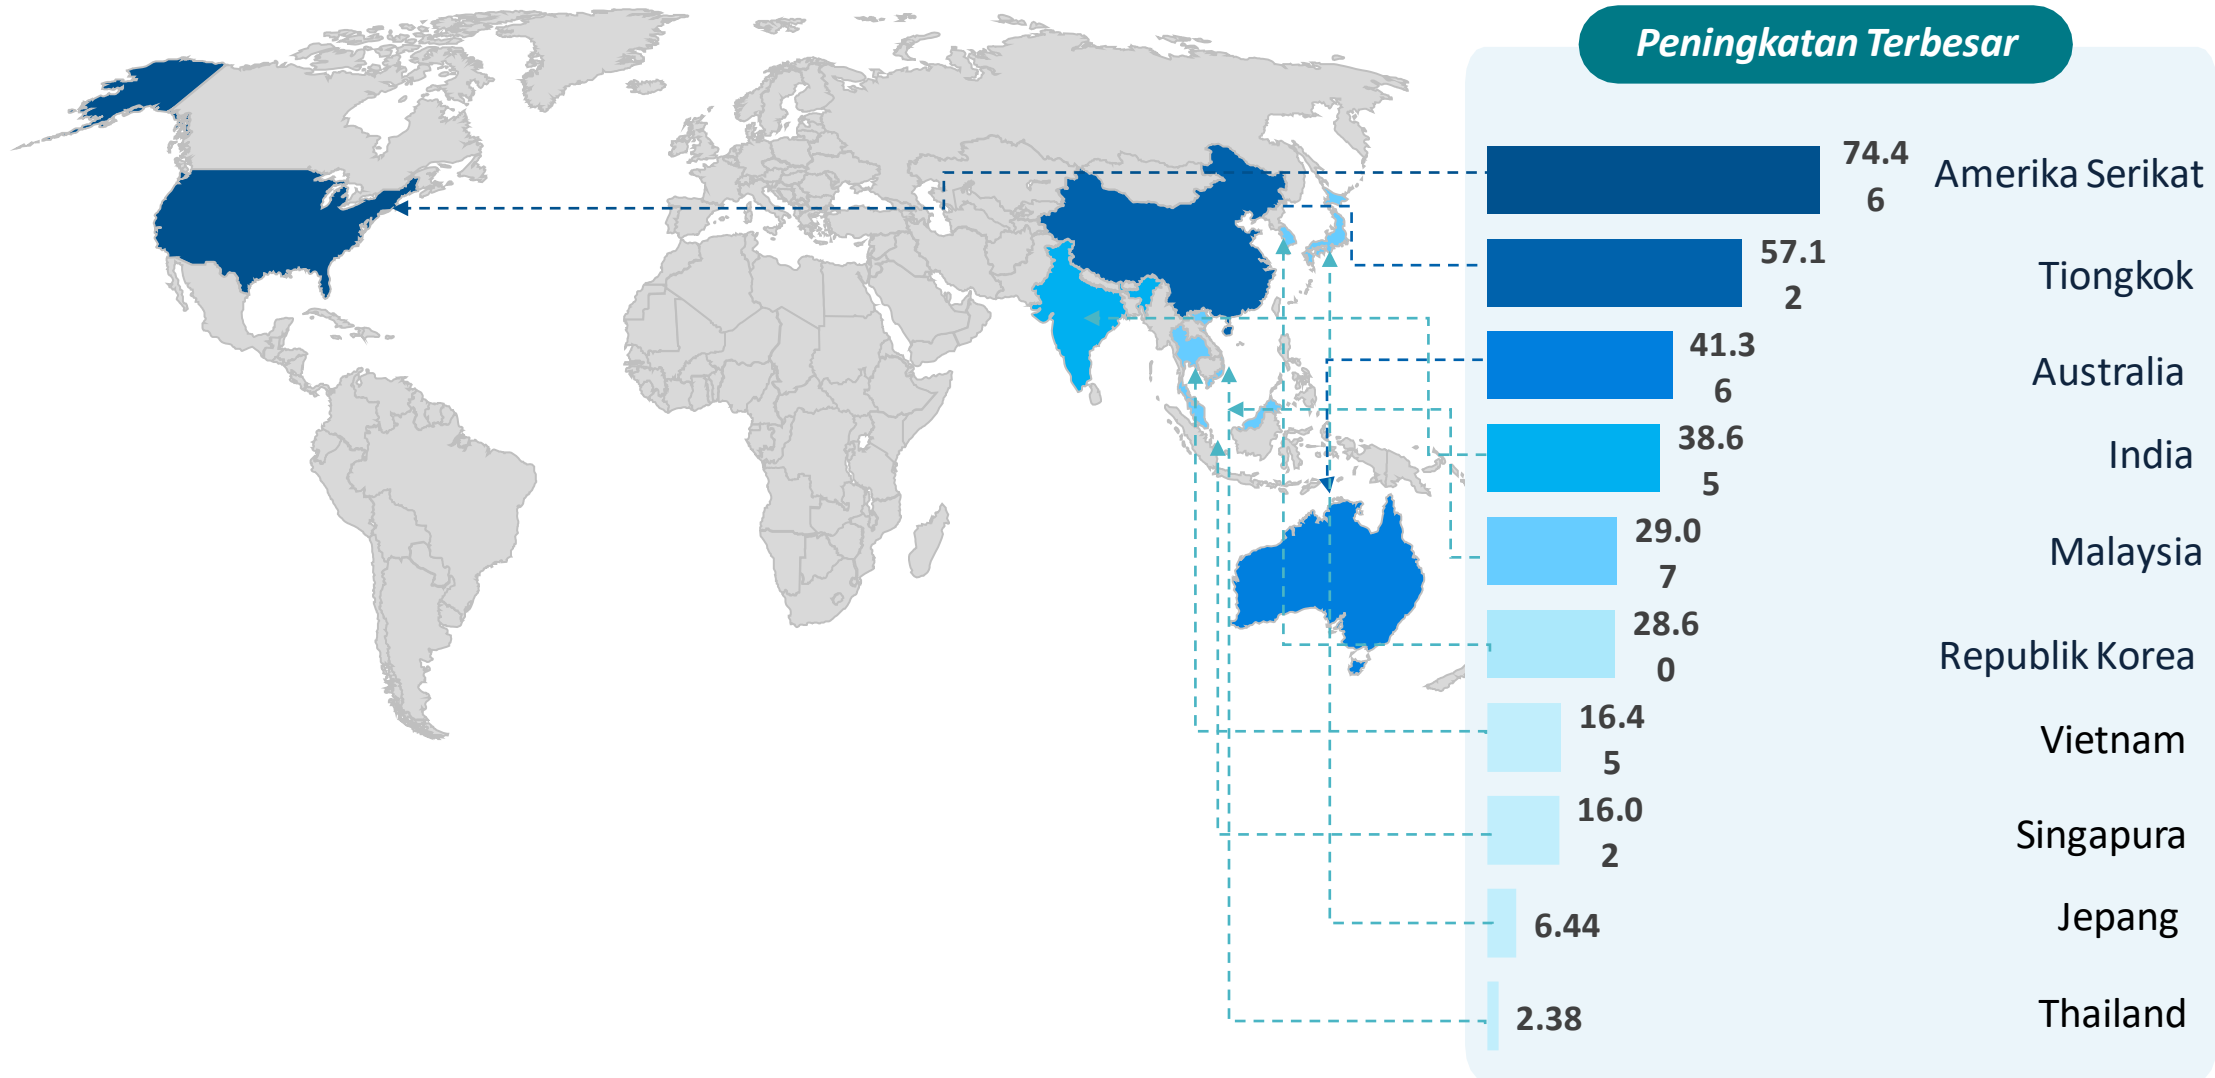 Peningkatan Terbesar
74.4
6
Amerika Serikat
57.1
2
Tiongkok
41.3
6
Australia
38.6
5
India
29.0
7
Malaysia
28.6
0
Republik Korea
16.4
5
Vietnam
16.0
2
Singapura
6.44
Jepang
2.38
Thailand